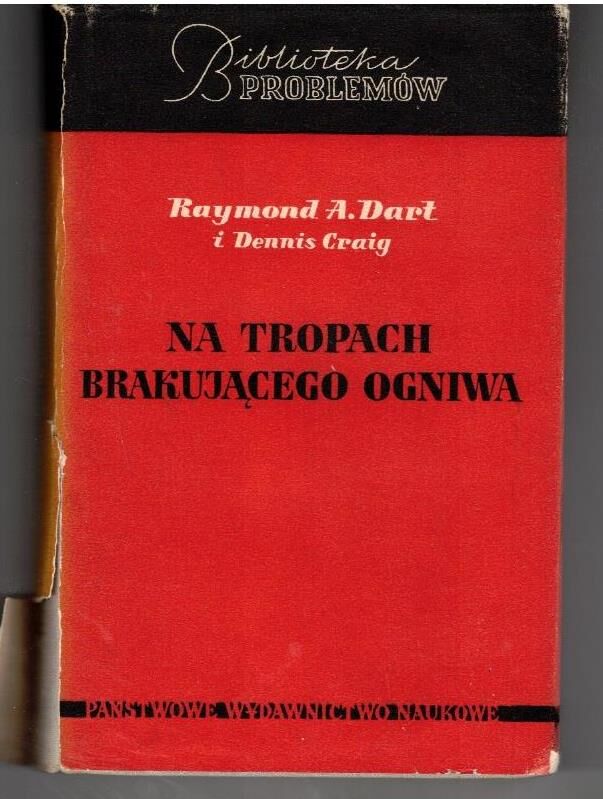 Biblioteka
PROBLEMÓW
Raymond A. Dart
i Dennis Craig
NA TROPACH
BRAKUJĄCEGO OGNIWA
PAŃSTWOWE WYDAWNICTWO NAUKOWE